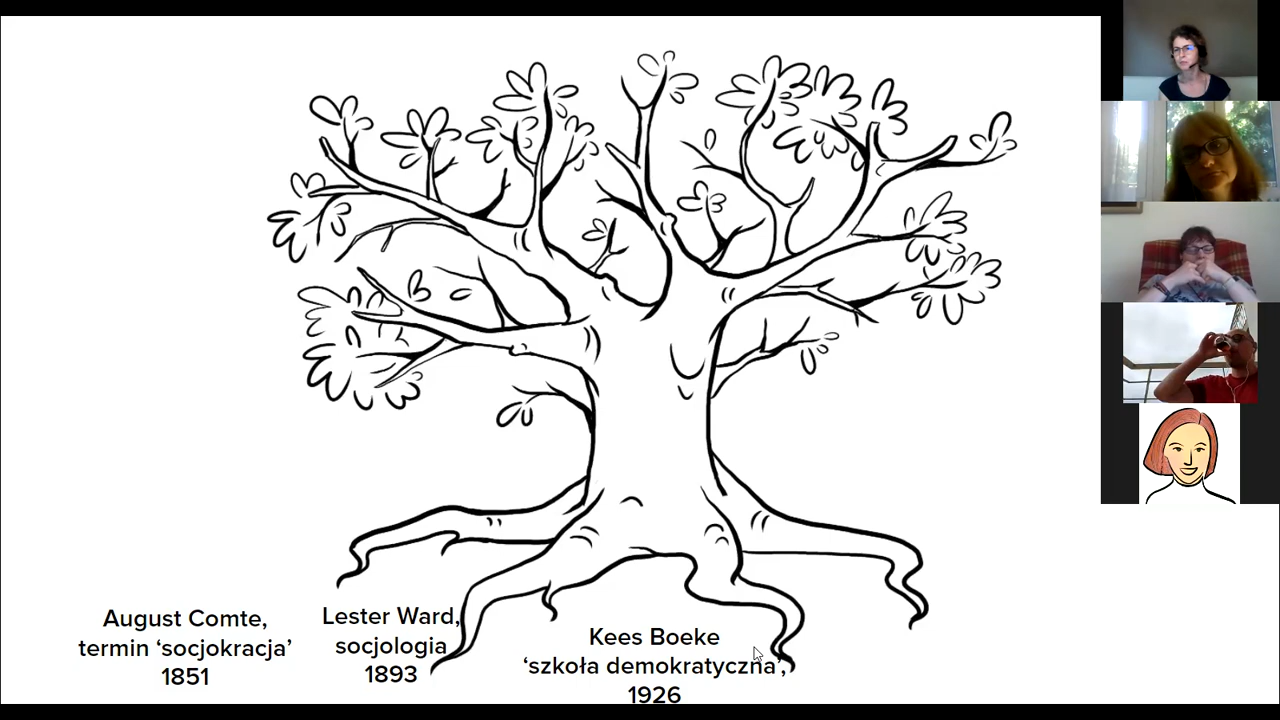 August Comte,
termin ‘socjokracja’
1851
Lester Ward,
socjologia
1893
Kees Boeke
‘szkoła demokratyczna’,
1926